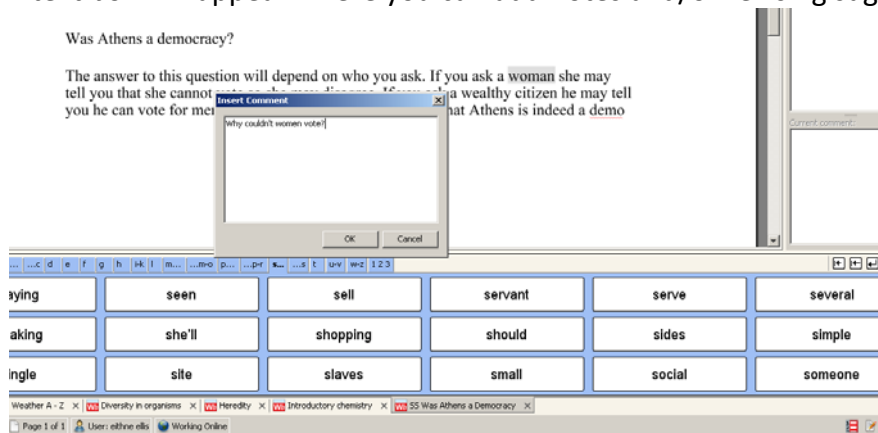 Was Athens a democracy?
The answer to this question will depend on who you ask. If you ask a woman she may
tell you that she cannot a wealthy citizen he may tell
you he can vote for hat Athens is indeed a demo
Insert Comment
Why couldn't women vote?
OK Cancel
Current comment:
... ...c d e f g h i-k l m... ...m-o p... ...p-r s... ...s t u-v w-z 1 2 3
aying seen sell servant serve several
aking she'll shopping should sides simple
ingle site slaves small social someone
Weather A - Z Diversity in organisms Heredity Introductory chemistry SS Was Athens a Democracy
Page 1 of 1 User: eithne ellis Working Online